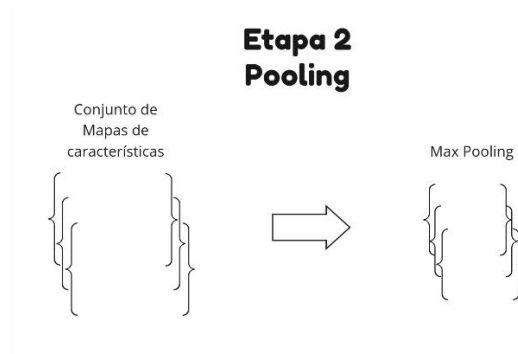 Etapa 2
Pooling
Conjunto de
Mapas de
características
Max Pooling